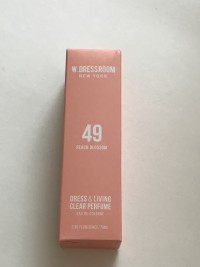 W.DRESSROOM
NEW YORK
49
PEACH BLOSSOM
DRESS & LIVING
CLEAR PERFUME